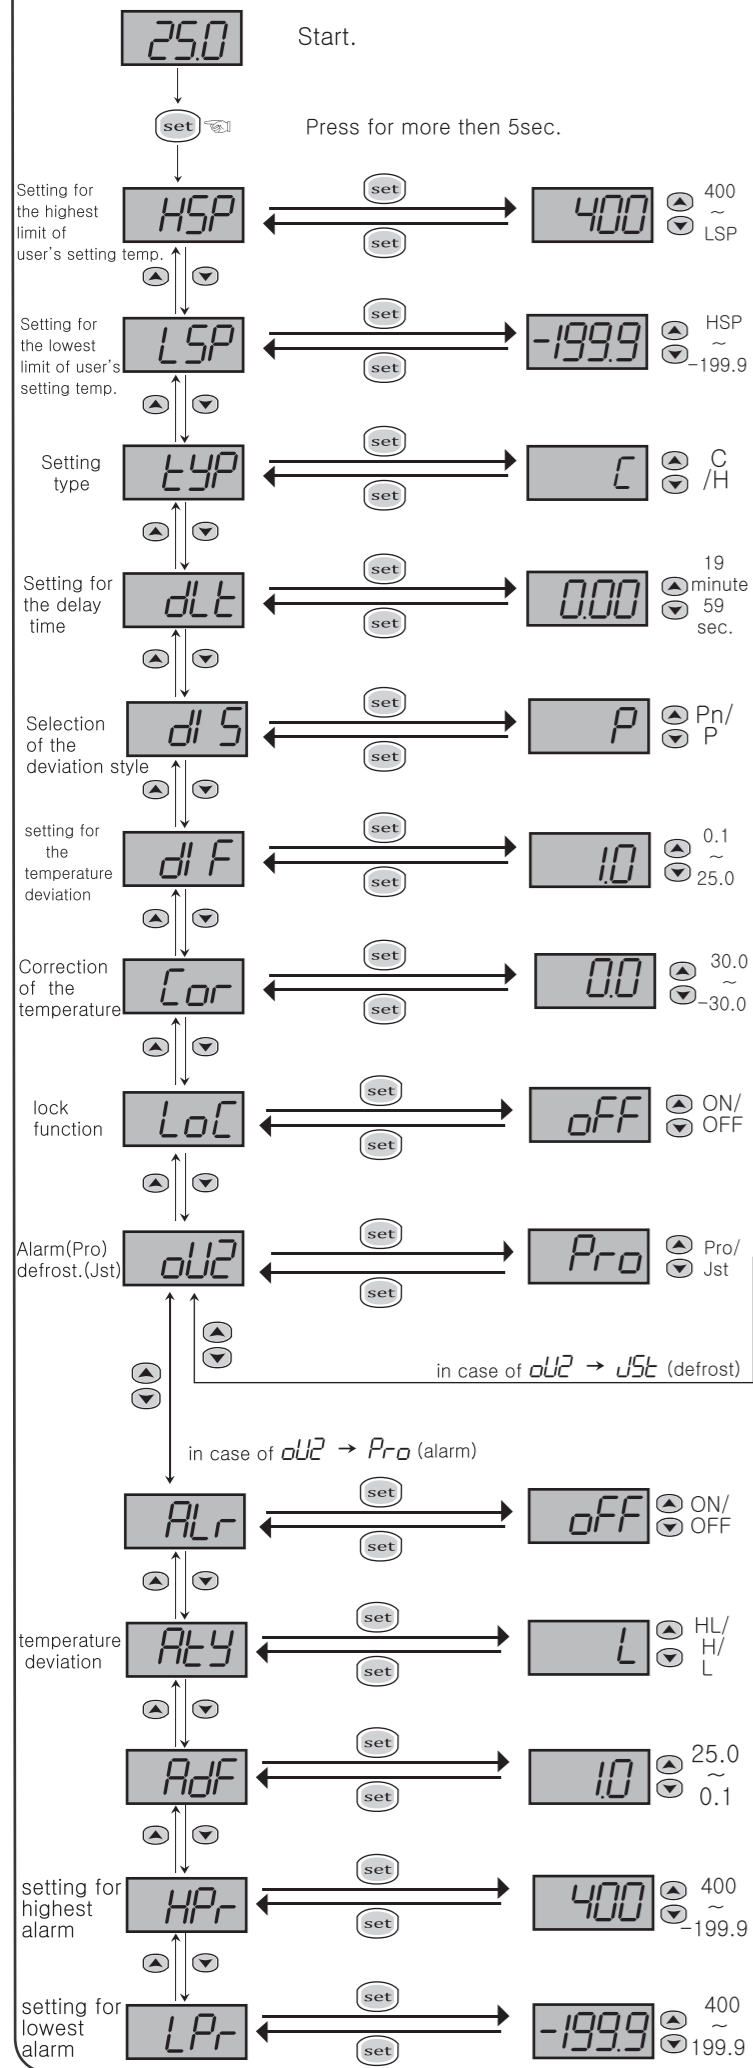 25.0
Start.
set
Press for more then 5sec.
Setting for
the highest
limit of
user's setting temp.
HSP
set
set
400
400
~
LSP
Setting for
the lowest
limit of user's
setting temp.
LSP
set
set
-199.9
HSP
~
-199.9
Setting
type
tYP
set
set
C
C
/H
Setting for
the delay
time
dLt
set
set
0.00
19
minute
59
sec.
Selection
of the
deviation style
diS
set
set
P
Pn/
P
setting for
the
temperature
deviation
diF
set
set
1.0
0.1
~
25.0
Correction
of the
temperature
Cor
set
set
0.0
30.0
~
-30.0
lock
function
LoC
set
set
oFF
ON/
OFF
Alarm(Pro)
defrost.(Jst)
oU2
set
set
Pro
Pro/
Jst
in case of oU2 → JSt (defrost)
in case of oU2 → Pro (alarm)
ALr
set
set
oFF
ON/
OFF
temperature
deviation
AtY
set
set
L
HL/
H/
L
AdF
set
set
1.0
25.0
~
0.1
setting for
highest
alarm
HPr
set
set
400
400
~
-199.9
setting for
lowest
alarm
LPr
set
set
-199.9
400
~
199.9